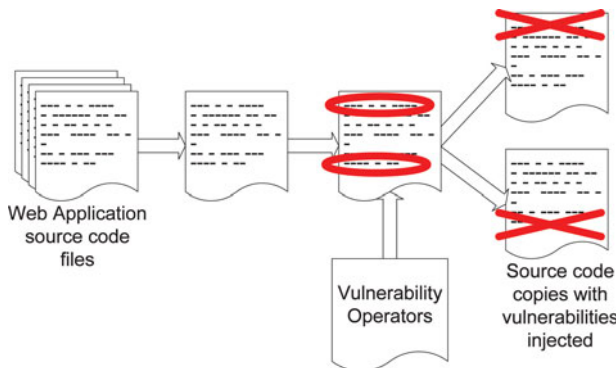 Web Application
source code
files
Vulnerability
Operators
Source code
copies with
vulnerabilities
injected